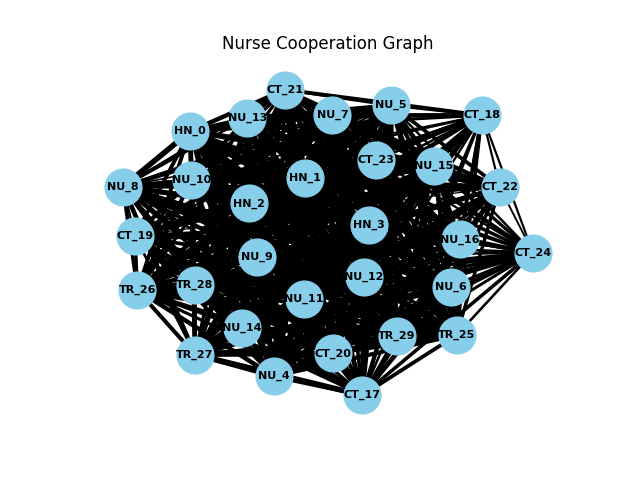 Nurse Cooperation Graph
CT_21
NU_5
NU_13
NU_7
CT_18
HN_0
CT_23
NU_15
NU_10
HN_1
NU_8
CT_22
HN_2
HN_3
CT_19
NU_16
CT_24
NU_9
NU_12
TR_28
NU_6
TR_26
NU_11
NU_14
TR_29
TR_25
TR_27
CT_20
NU_4
CT_17